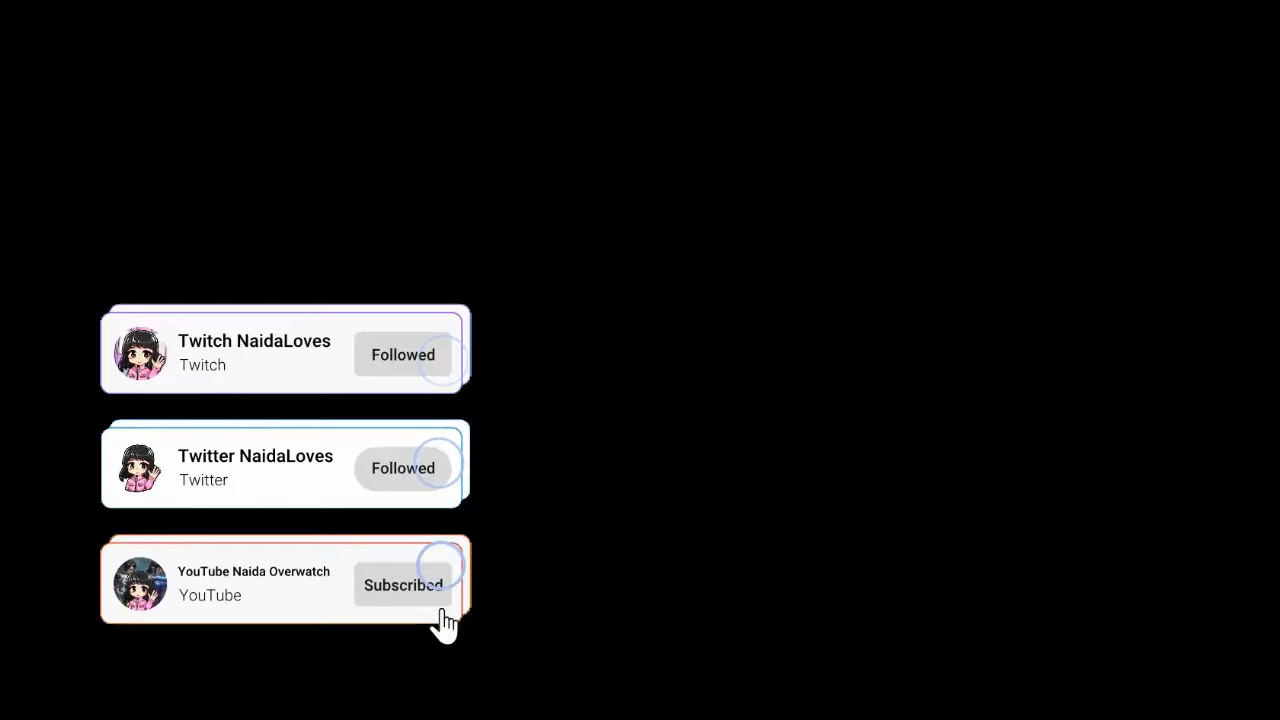 Twitch NaidaLoves
Twitch
Followed
Twitter NaidaLoves
Twitter
Followed
YouTube Naida Overwatch
YouTube
Subscribed